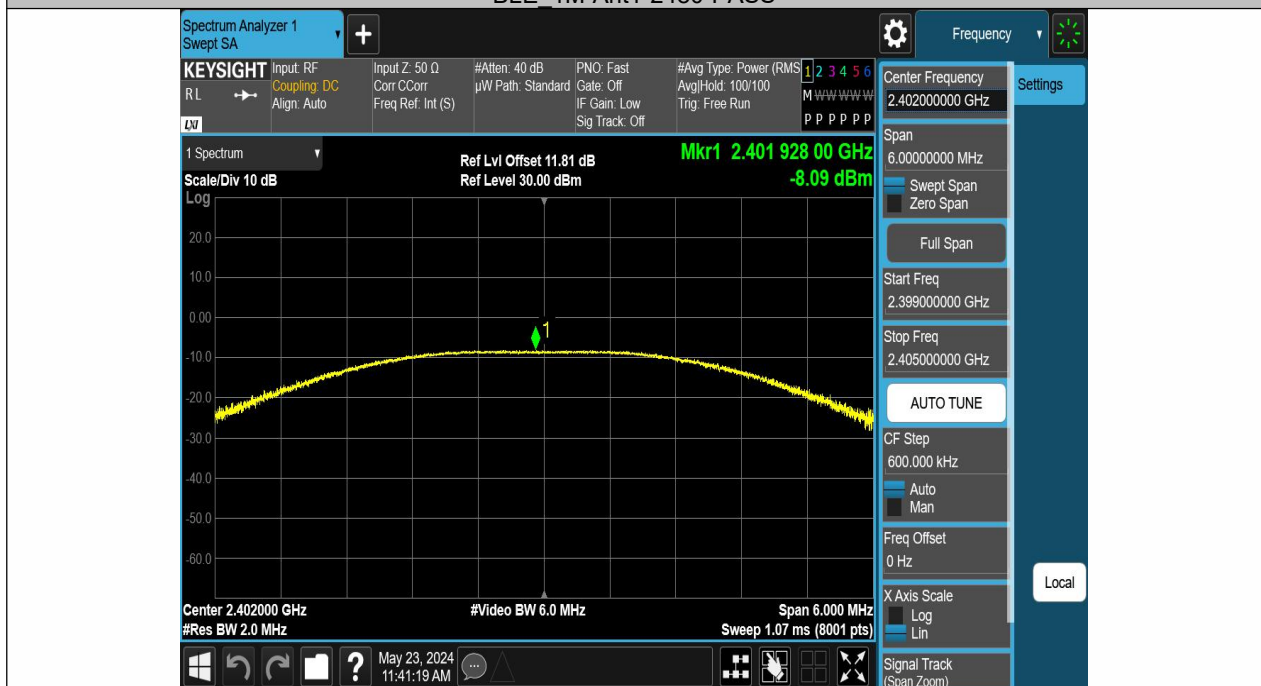 Spectrum Analyzer 1
Swept SA
+
Frequency
KEYSIGHT
RL
LXI
Input: RF
Coupling: DC
Align: Auto
Input Z: 50 Ω
Corr CCorr
Freq Ref: Int (S)
#Atten: 40 dB
µW Path: Standard
PNO: Fast
Gate: Off
IF Gain: Low
Sig Track: Off
#Avg Type: Power (RMS
Avg|Hold: 100/100
Trig: Free Run
1 2 3 4 5 6
M W W W W W
P P P P P P
Center Frequency
2.402000000 GHz
Settings
Span
6.00000000 MHz
Swept Span
Zero Span
Full Span
Start Freq
2.399000000 GHz
Stop Freq
2.405000000 GHz
AUTO TUNE
CF Step
600.000 kHz
Auto
Man
Freq Offset
0 Hz
X Axis Scale
Log
Lin
Signal Track
(Span Zoom)
Local
1 Spectrum
Scale/Div 10 dB
Log
Ref Lvl Offset 11.81 dB
Ref Level 30.00 dBm
Mkr1 2.401 928 00 GHz
-8.09 dBm
20.0
10.0
0.00
1
-10.0
-20.0
-30.0
-40.0
-50.0
-60.0
Center 2.402000 GHz
#Res BW 2.0 MHz
#Video BW 6.0 MHz
Span 6.000 MHz
Sweep 1.07 ms (8001 pts)
?
May 23, 2024
11:41:19 AM